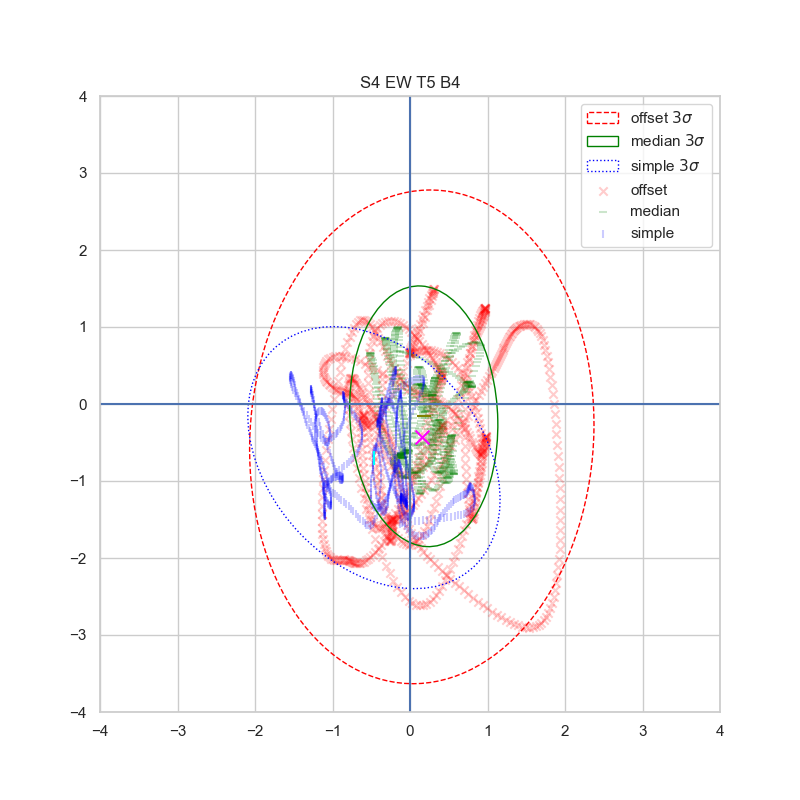 S4 EW T5 B4
4
3
2
1
0
−1
−2
−3
−4
−4
−3
−2
−1
0
1
2
3
4
offset 3σ
median 3σ
simple 3σ
offset
median
simple